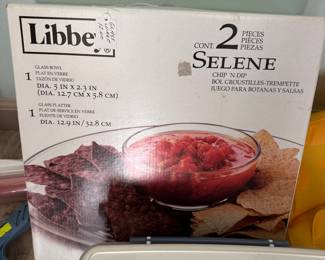 Libbe
CONT. 2 PIECES
PIÈCES
PIEZAS
SELENE
CHIP 'N DIP
BOL CROUSTILLES-TREMPETTE
JUEGO PARA BOTANAS Y SALSAS
1 GLASS BOWL
PLAT EN VERRE
TAZÓN DE VIDRIO
DIA. 5 IN X 2.3 IN
(DIA. 12.7 CM X 5.8 CM)
1 GLASS PLATTER
PLAT DE SERVICE EN VERRE
FUENTE DE VIDRIO
DIA. 12.9 IN / 32.8 CM